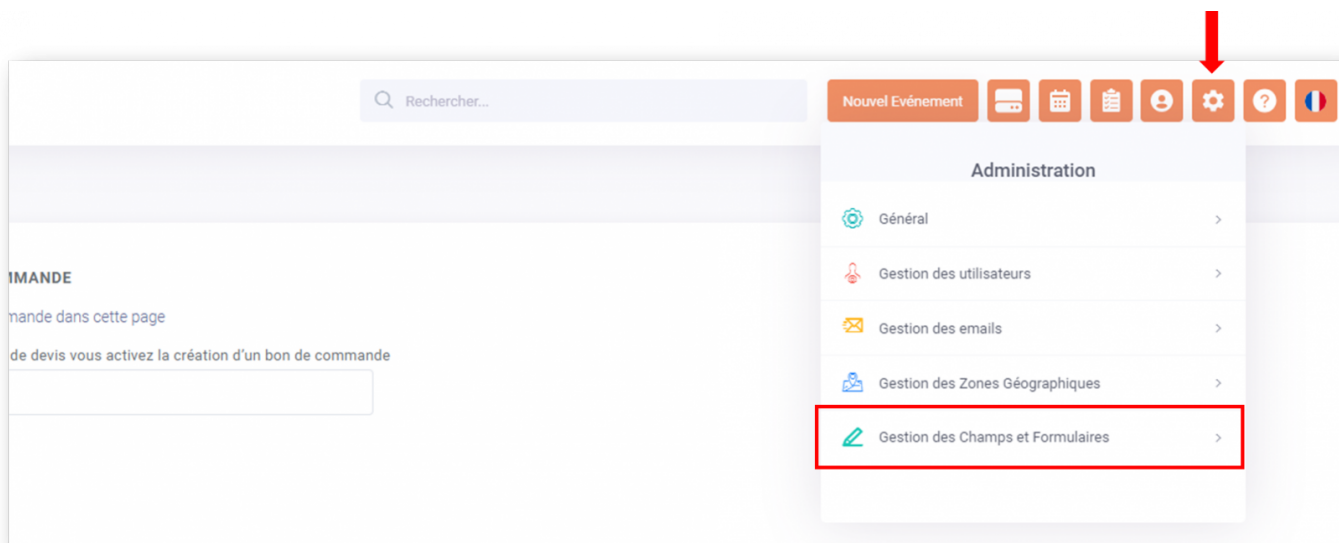 Rechercher...
Nouvel Evénement
Administration
Général
Gestion des utilisateurs
Gestion des emails
Gestion des Zones Géographiques
Gestion des Champs et Formulaires
MMANDE
mande dans cette page
de devis vous activez la création d'un bon de commande